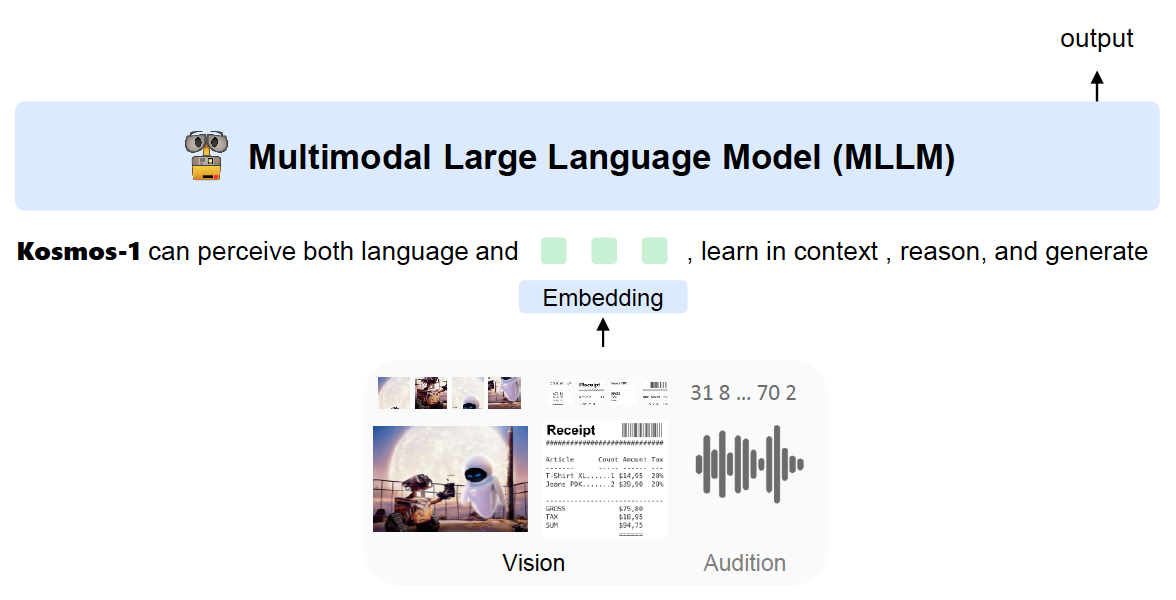 output
Multimodal Large Language Model (MLLM)
Kosmos-1 can perceive both language and , learn in context , reason, and generate
Embedding
Receipt
31 8 ... 70 2
Receipt
##############################
Article Count Amount Tax
------- ----- ------ ---
T-Shirt XL......1 $14,95 20%
Jeans PDK.......2 $39,90 20%
------------------------------
GROSS $75,80
TAX $18,95
SUM $94,75
======
Vision
Audition